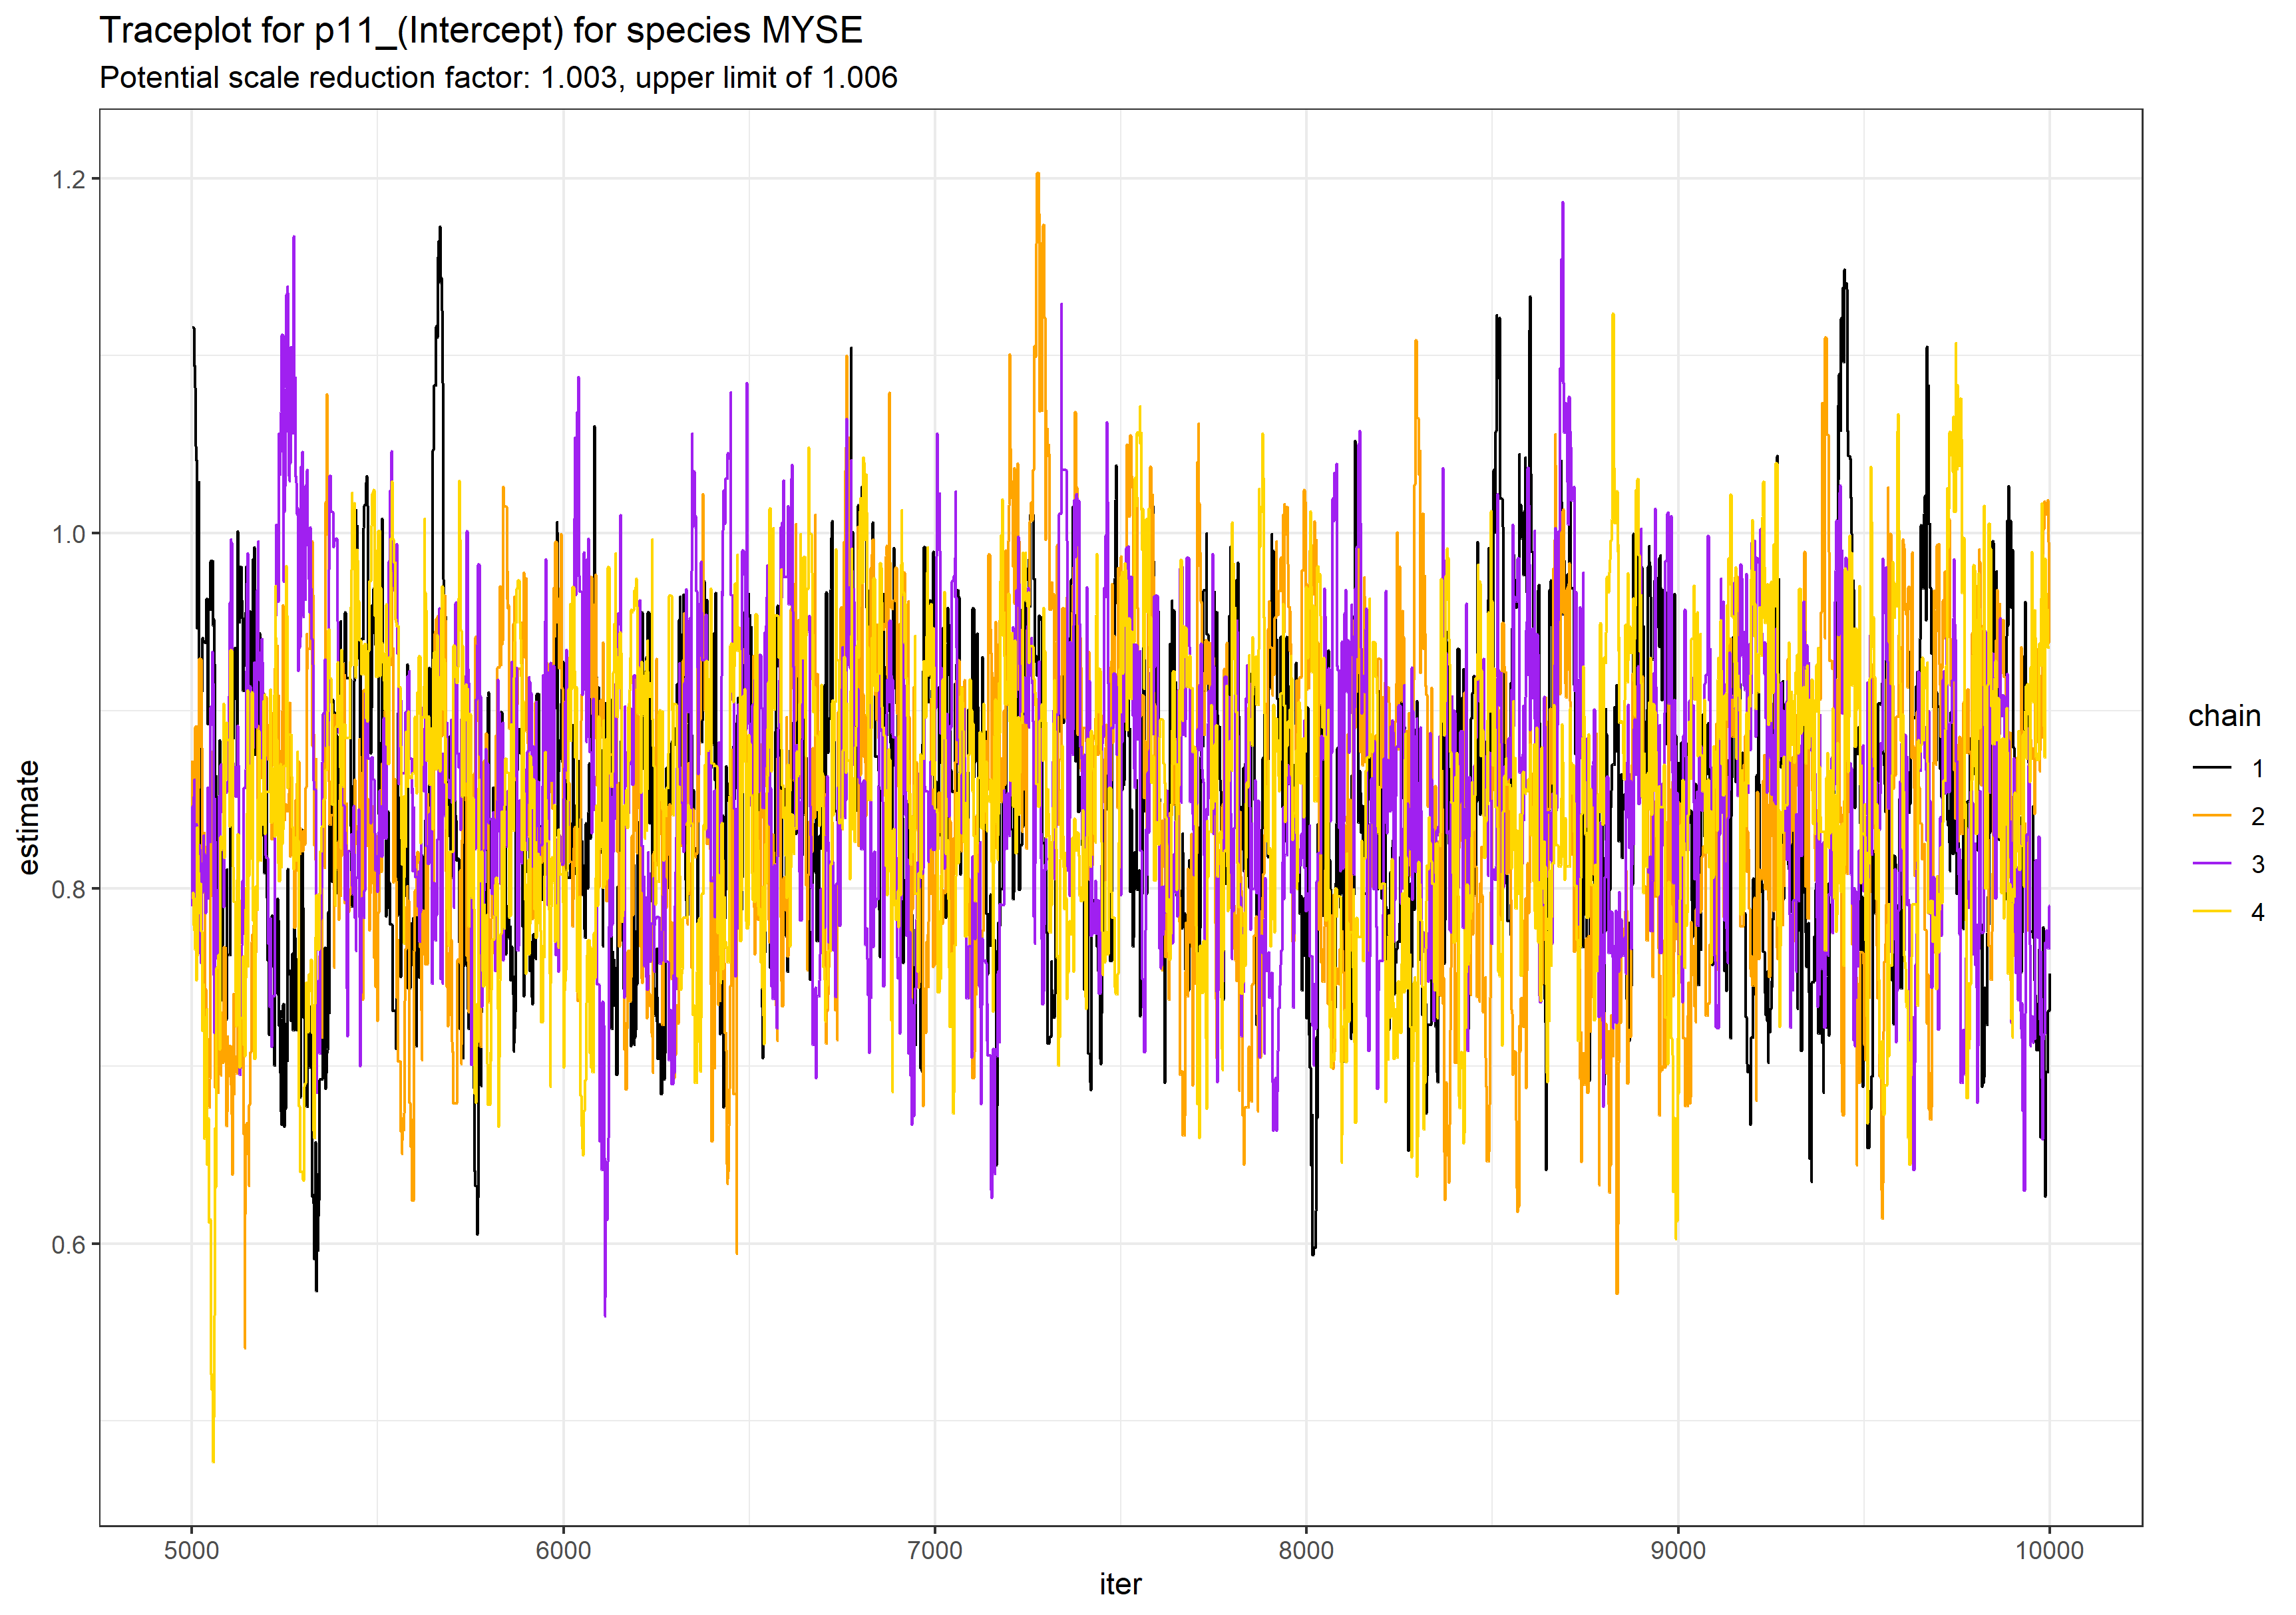 Traceplot for p11_(Intercept) for species MYSE
Potential scale reduction factor: 1.003, upper limit of 1.006
1.2
1.0
0.8
0.6
estimate
5000 6000 7000 8000 9000 10000
iter
chain
1
2
3
4